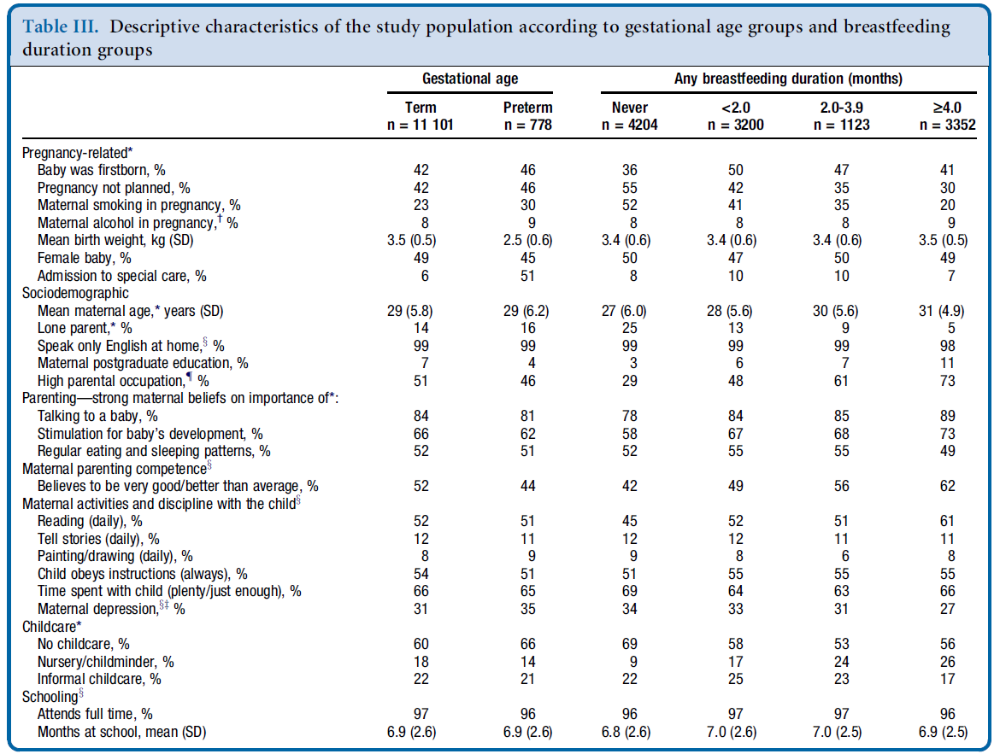 Table III. Descriptive characteristics of the study population according to gestational age groups and breastfeeding
duration groups
Gestational age Any breastfeeding duration (months)
Term Preterm Never <2.0 2.0-3.9 ≥4.0
n = 11 101 n = 778 n = 4204 n = 3200 n = 1123 n = 3352
Pregnancy-related*
Baby was firstborn, % 42 46 36 50 47 41
Pregnancy not planned, % 42 46 55 42 35 30
Maternal smoking in pregnancy, % 23 30 52 41 35 20
Maternal alcohol in pregnancy,† % 8 9 8 8 8 9
Mean birth weight, kg (SD) 3.5 (0.5) 2.5 (0.6) 3.4 (0.6) 3.4 (0.6) 3.4 (0.6) 3.5 (0.5)
Female baby, % 49 45 50 47 50 49
Admission to special care, % 6 51 8 10 10 7
Sociodemographic
Mean maternal age,* years (SD) 29 (5.8) 29 (6.2) 27 (6.0) 28 (5.6) 30 (5.6) 31 (4.9)
Lone parent,* % 14 16 25 13 9 5
Speak only English at home,§ % 99 99 99 99 99 98
Maternal postgraduate education, % 7 4 3 6 7 11
High parental occupation,¶ % 51 46 29 48 61 73
Parenting—strong maternal beliefs on importance of*:
Talking to a baby, % 84 81 78 84 85 89
Stimulation for baby's development, % 66 62 58 67 68 73
Regular eating and sleeping patterns, % 52 51 52 55 55 49
Maternal parenting competence§
Believes to be very good/better than average, % 52 44 42 49 56 62
Maternal activities and discipline with the child§
Reading (daily), % 52 51 45 52 51 61
Tell stories (daily), % 12 11 12 12 11 11
Painting/drawing (daily), % 8 9 9 8 6 8
Child obeys instructions (always), % 54 51 51 55 55 55
Time spent with child (plenty/just enough), % 66 65 69 64 63 66
Maternal depression,§‡ % 31 35 34 33 31 27
Childcare*
No childcare, % 60 66 69 58 53 56
Nursery/childminder, % 18 14 9 17 24 26
Informal childcare, % 22 21 22 25 23 17
Schooling§
Attends full time, % 97 96 96 97 97 96
Months at school, mean (SD) 6.9 (2.6) 6.9 (2.6) 6.8 (2.6) 7.0 (2.6) 7.0 (2.5) 6.9 (2.5)